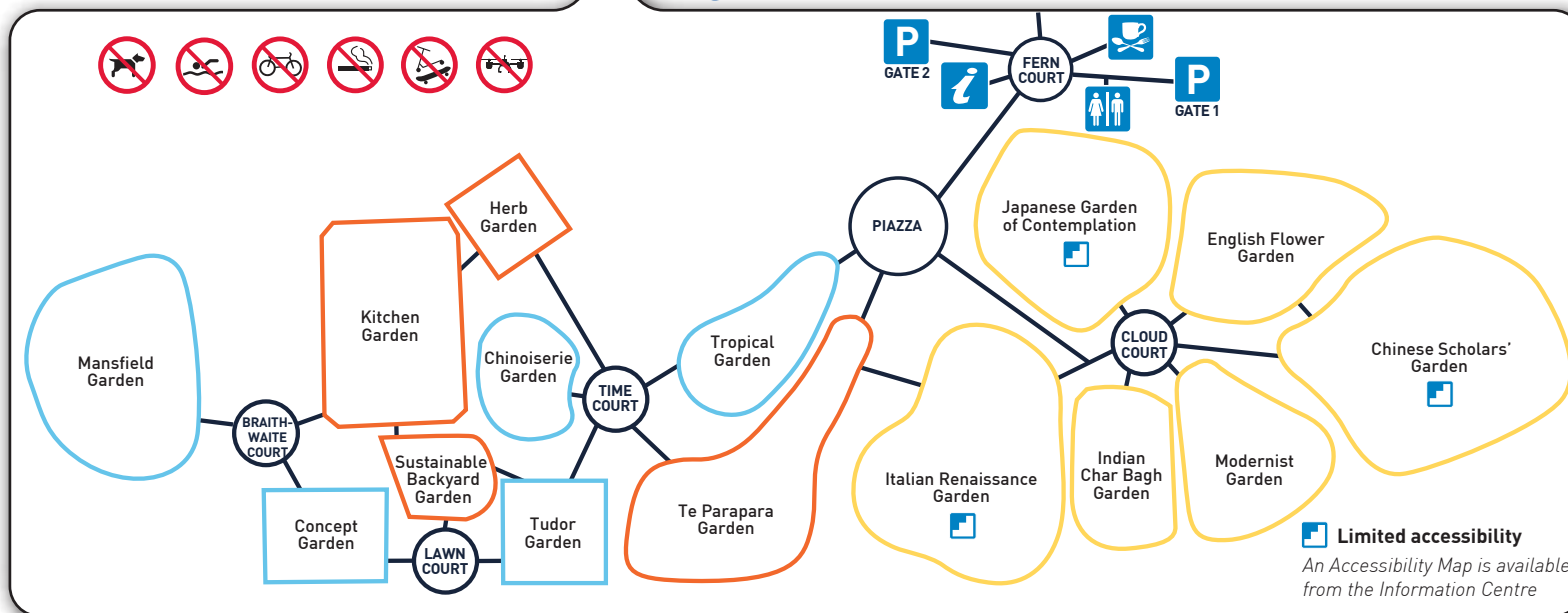 P
GATE 2
i
FERN
COURT
P
GATE 1
Herb
Garden
PIAZZA
Japanese Garden
of Contemplation
English Flower
Garden
Mansfield
Garden
Kitchen
Garden
Chinoiserie
Garden
Tropical
Garden
CLOUD
COURT
Chinese Scholars’
Garden
TIME
COURT
BRAITH-
WAITE
COURT
Sustainable
Backyard
Garden
Italian Renaissance
Garden
Indian
Char Bagh
Garden
Modernist
Garden
Te Parapara
Garden
Concept
Garden
LAWN
COURT
Tudor
Garden
Limited accessibility
An Accessibility Map is available
from the Information Centre